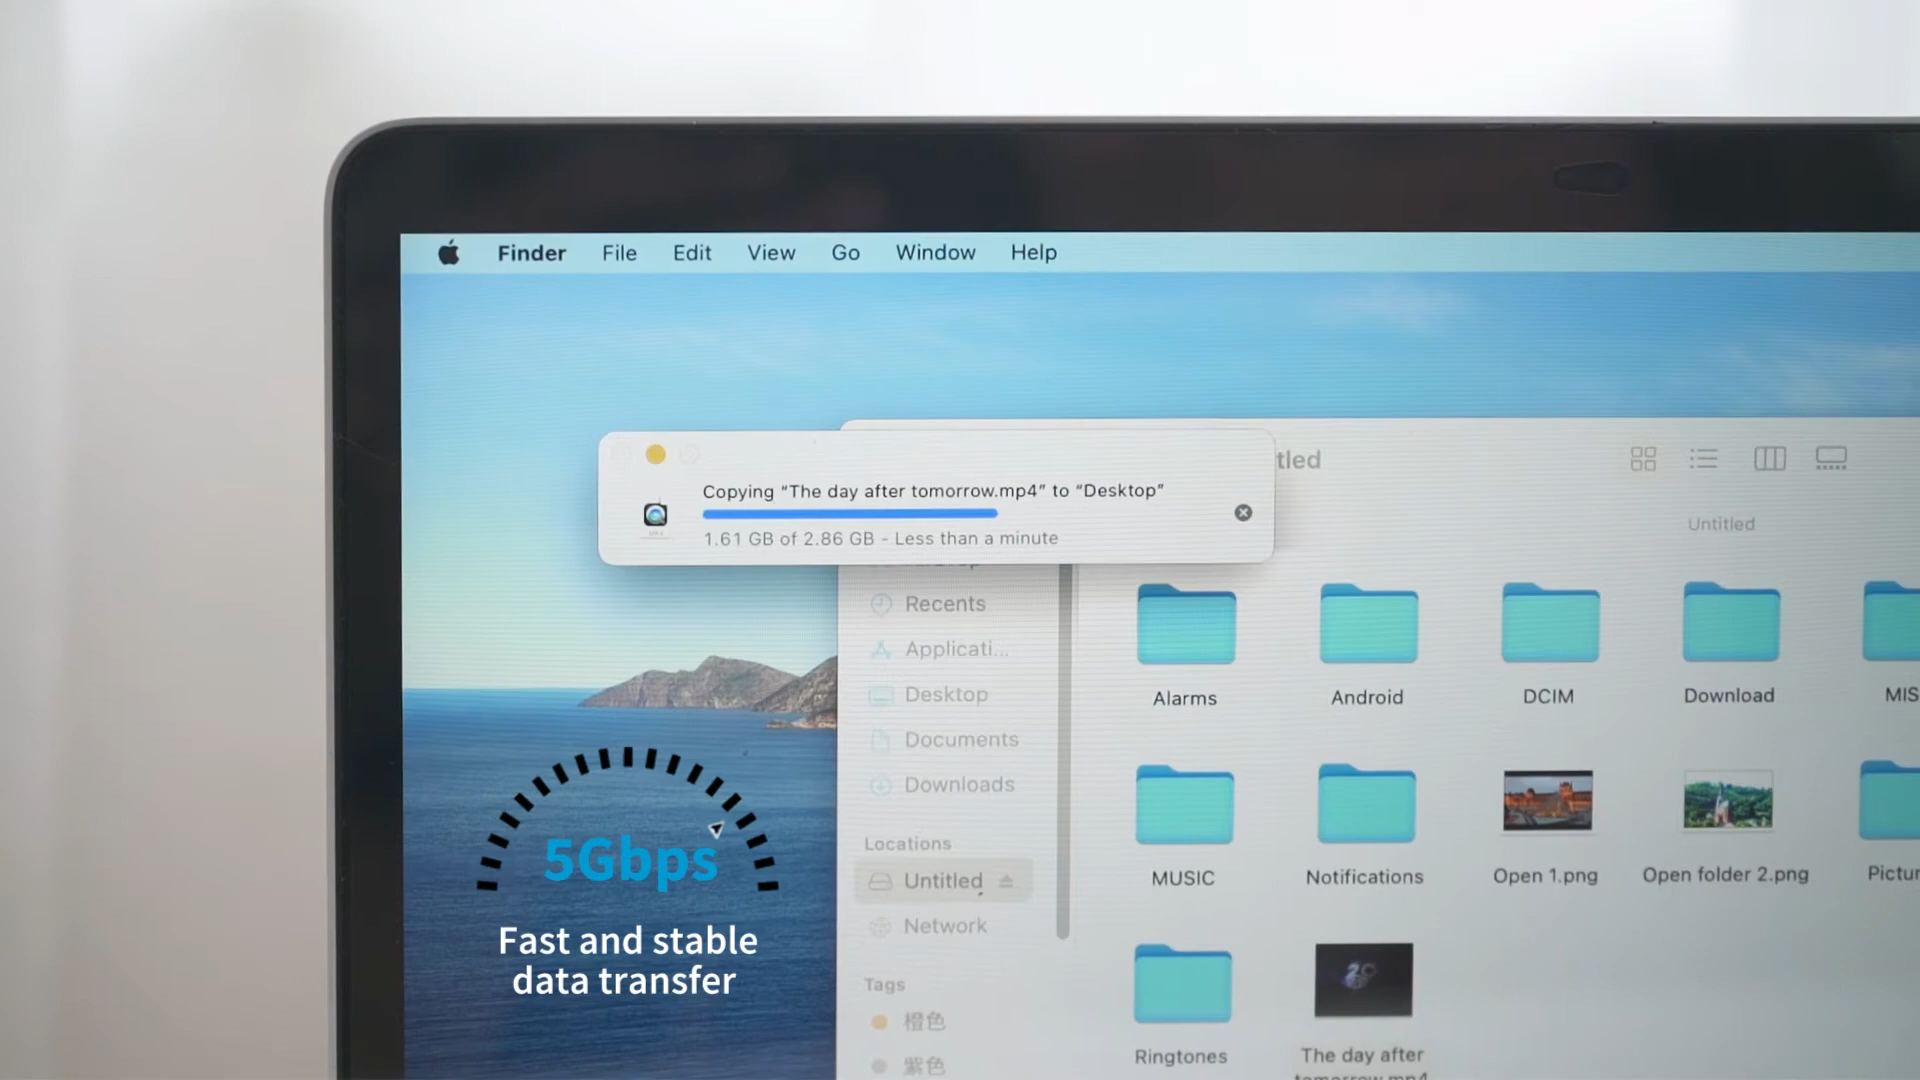 Finder File Edit View Go Window Help
Copying “The day after tomorrow.mp4” to “Desktop”
1.61 GB of 2.86 GB - Less than a minute
tled
Untitled
Recents
Applicati...
Desktop
Documents
Downloads
Locations
Untitled
Network
Tags
橙色
紫色
Alarms
Android
DCIM
Download
MIS
MUSIC
Notifications
Open 1.png
Open folder 2.png
Pictur
Ringtones
The day after
tomorrow.mp4
5Gbps
Fast and stable
data transfer